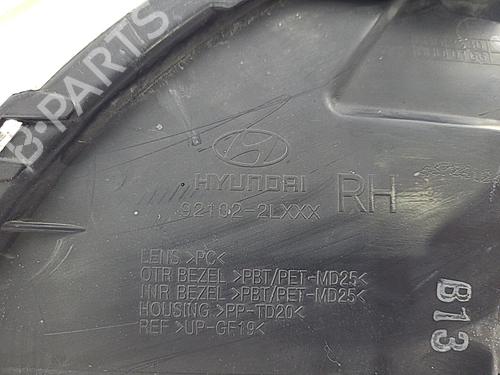 B-PARTS
HYUNDAI
92102-2LXXX
RH
LENS >PC<
OTR BEZEL >PBT/PET-MD25<
INR BEZEL >PBT/PET-MD25<
HOUSING >PP-TD20<
REF >UP-GF19<
B13